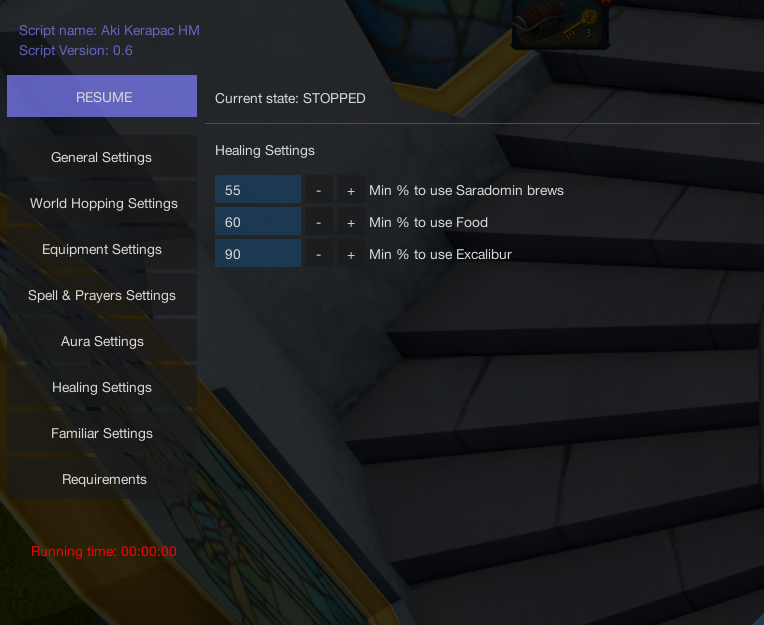 Script name: Aki Kerapac HM
Script Version: 0.6
RESUME
Current state: STOPPED
General Settings
World Hopping Settings
Equipment Settings
Spell & Prayers Settings
Aura Settings
Healing Settings
Familiar Settings
Requirements
Healing Settings
55 - + Min % to use Saradomin brews
60 - + Min % to use Food
90 - + Min % to use Excalibur
Running time: 00:00:00
3